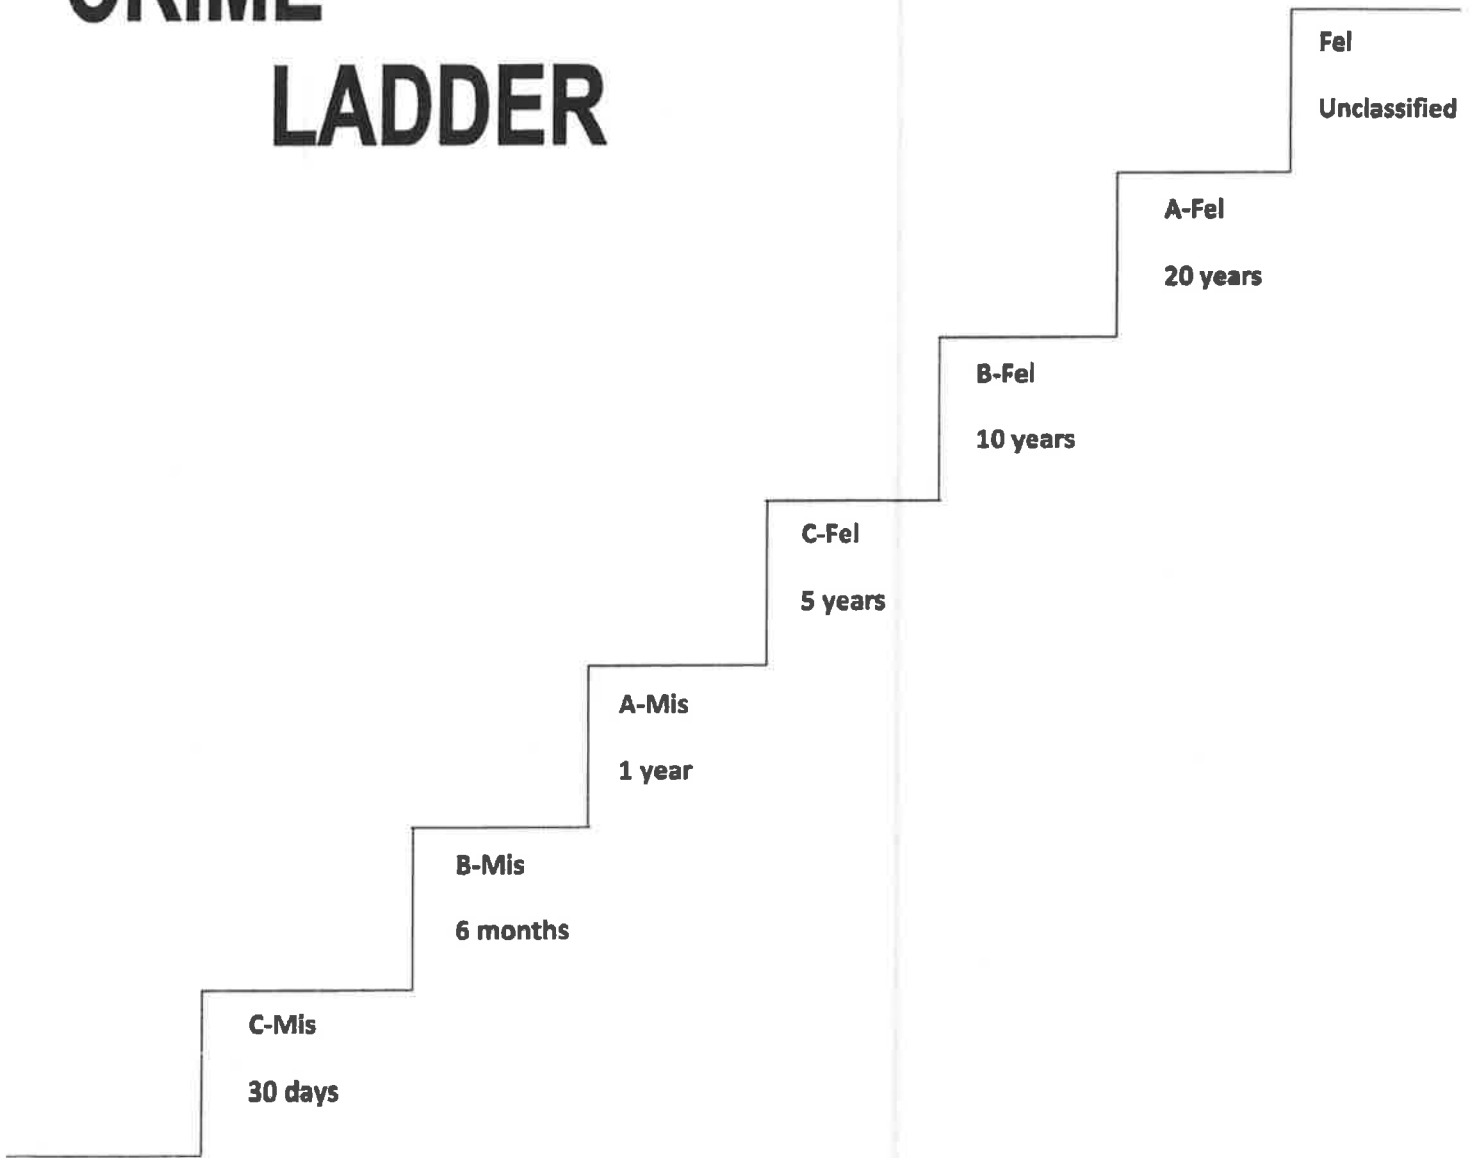 CRIME
LADDER
Fel
Unclassified
A-Fel
20 years
B-Fel
10 years
C-Fel
5 years
A-Mis
1 year
B-Mis
6 months
C-Mis
30 days